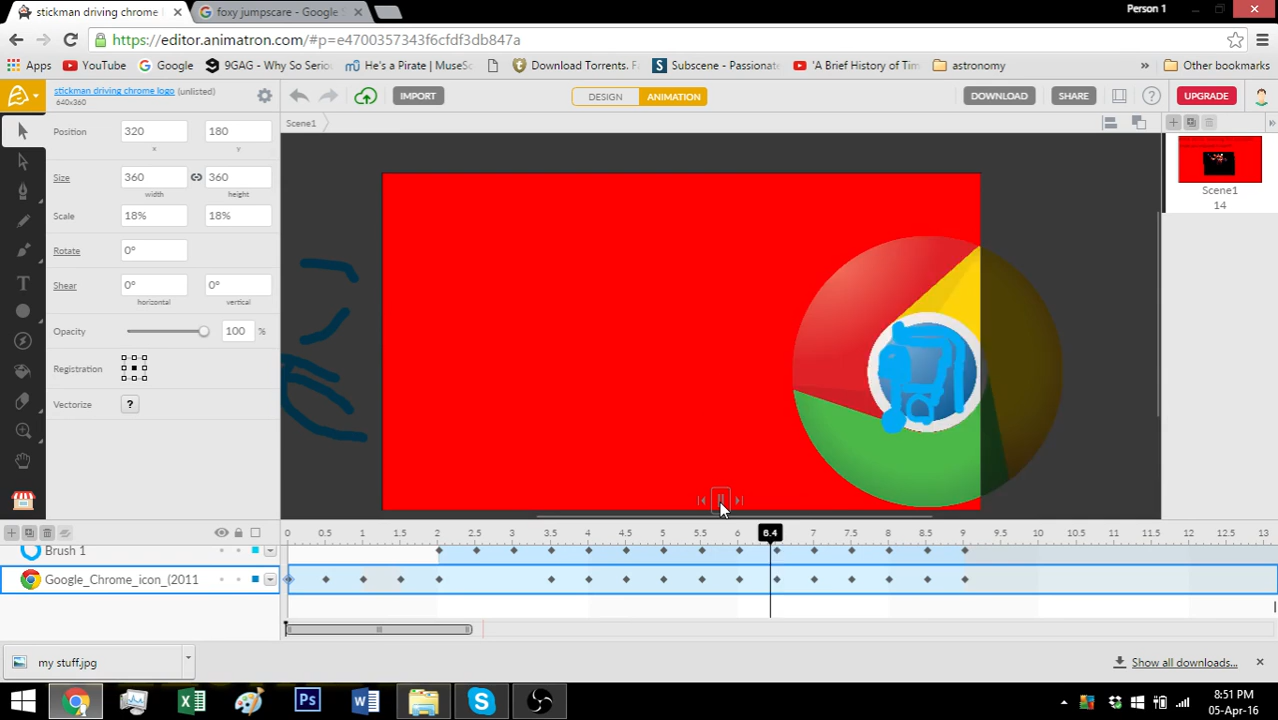 stickman driving chrome
foxy jumpscare - Google S
Person 1
https://editor.animatron.com/#p=e4700357343f6cfdf3db847a
Apps YouTube Google 9GAG - Why So Serio He's a Pirate | MuseSc Download Torrents. F Subscene - Passionate 'A Brief History of Tim astronomy » Other bookmarks
stickman driving chrome logo (unlisted)
640x360
IMPORT DESIGN ANIMATION DOWNLOAD SHARE ? UPGRADE
Scene1
Position 320 180
x y
Size 360 360
width height
Scale 18% 18%
Rotate 0°
Shear 0° 0°
horizontal vertical
Opacity 100 %
Registration
Vectorize ?
T
Scene1
14
0 0.5 1 1.5 2 2.5 3 3.5 4 4.5 5 5.5 6 6.4 7 7.5 8 8.5 9 9.5 10 10.5 11 11.5 12 12.5 13
Brush 1
Google_Chrome_icon_(2011
my stuff.jpg
Show all downloads...
8:51 PM
05-Apr-16